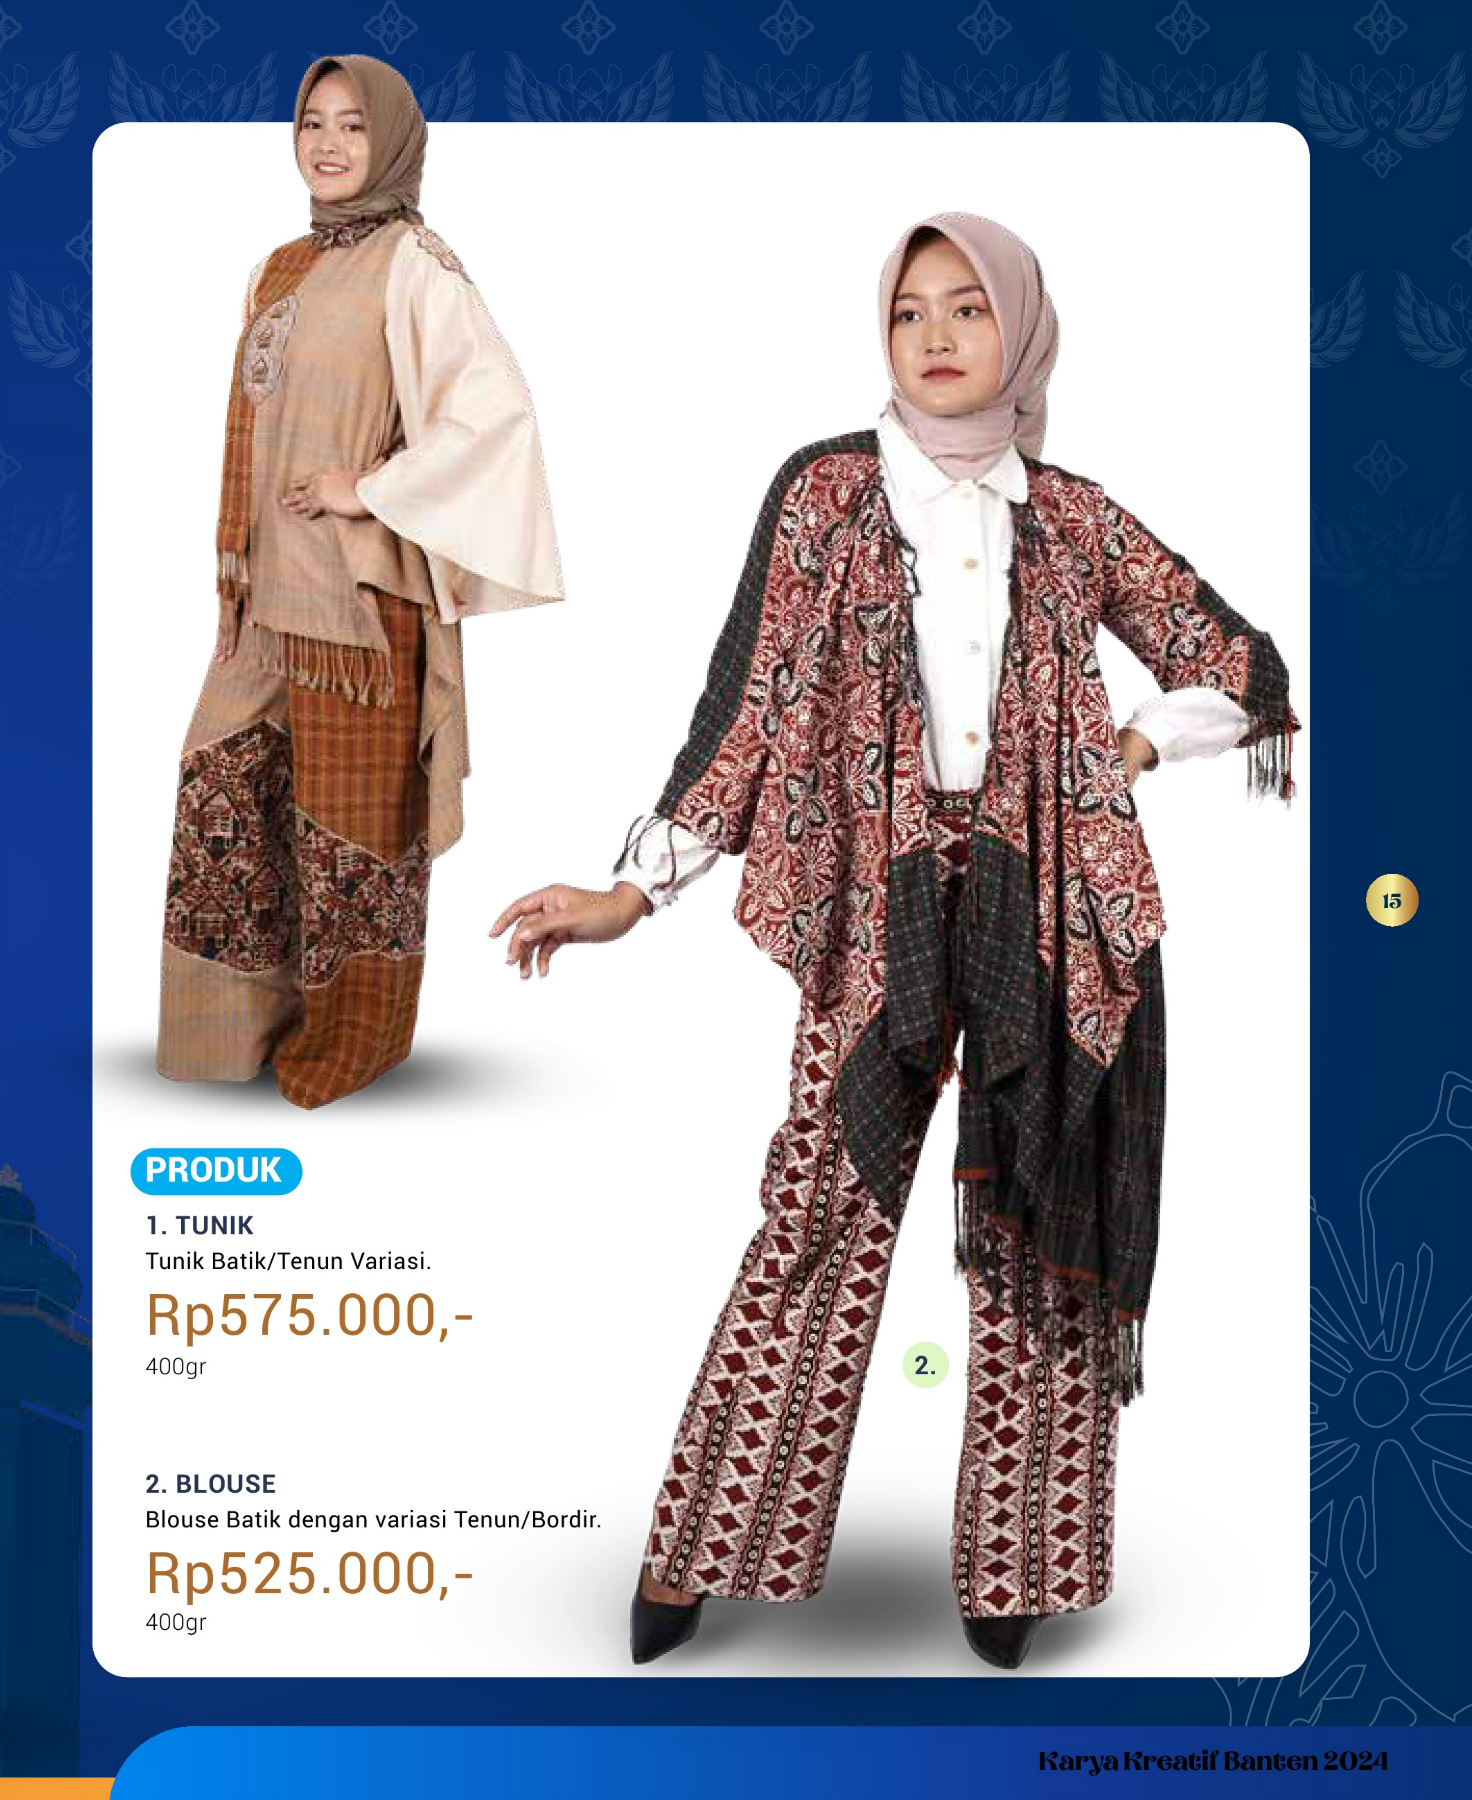 15
PRODUK
1. TUNIK
Tunik Batik/Tenun Variasi.
Rp575.000,-
400gr
2. BLOUSE
Blouse Batik dengan variasi Tenun/Bordir.
Rp525.000,-
400gr
2.
Karya Kreatif Banten 2024